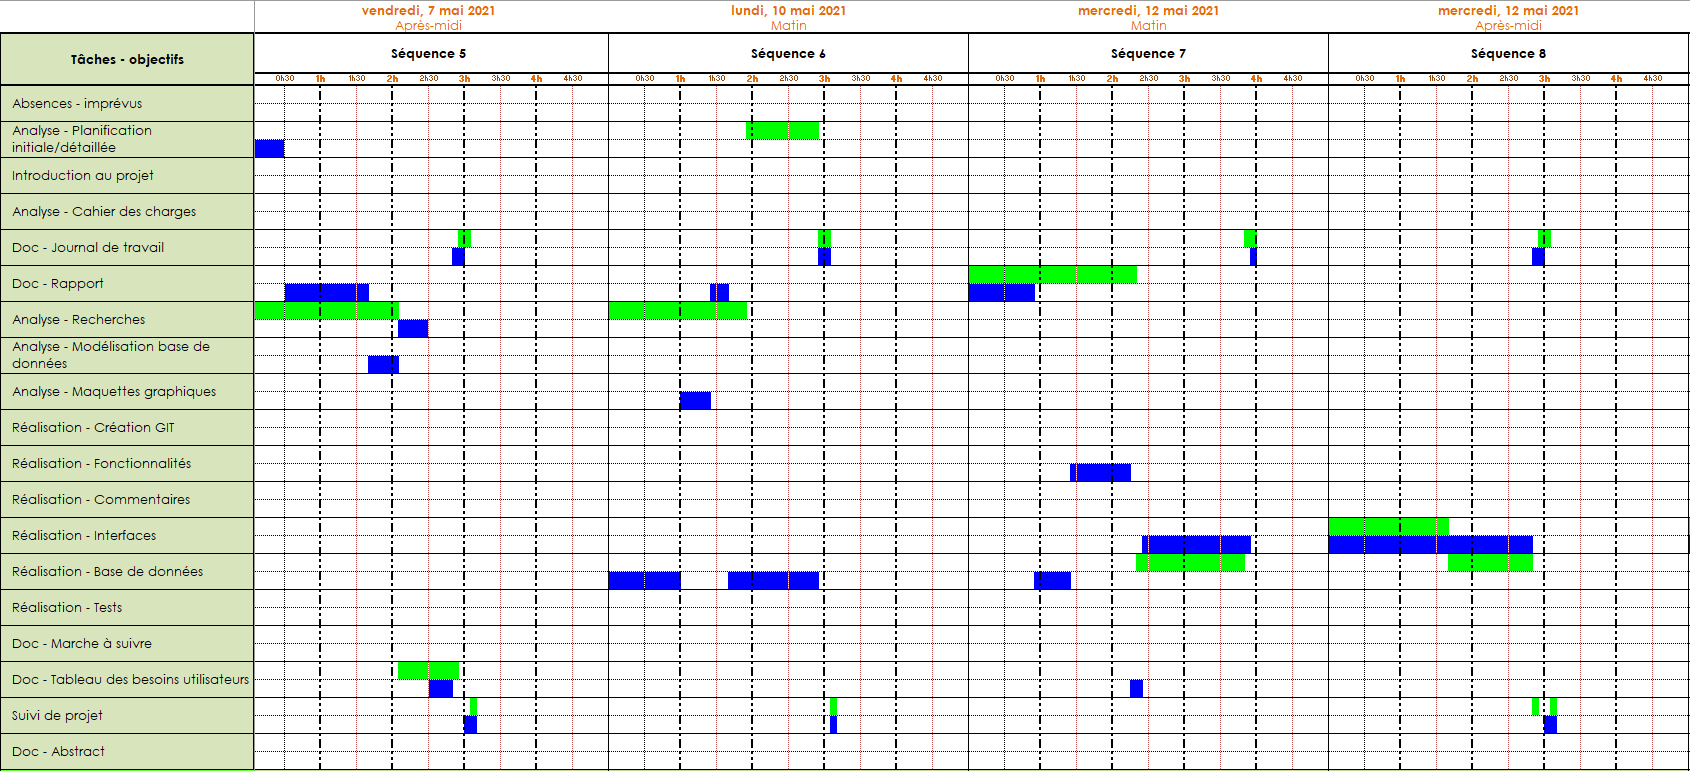 vendredi, 7 mai 2021 lundi, 10 mai 2021 mercredi, 12 mai 2021 mercredi, 12 mai 2021
Après-midi Matin Matin Après-midi
Tâches - objectifs Séquence 5 Séquence 6 Séquence 7 Séquence 8
0h30 1h 1h30 2h 2h30 3h 3h30 4h 4h30 0h30 1h 1h30 2h 2h30 3h 3h30 4h 4h30 0h30 1h 1h30 2h 2h30 3h 3h30 4h 4h30 0h30 1h 1h30 2h 2h30 3h 3h30 4h 4h30
Absences - imprévus
Analyse - Planification
initiale/détaillée
Introduction au projet
Analyse - Cahier des charges
Doc - Journal de travail
Doc - Rapport
Analyse - Recherches
Analyse - Modélisation base de
données
Analyse - Maquettes graphiques
Réalisation - Création GIT
Réalisation - Fonctionnalités
Réalisation - Commentaires
Réalisation - Interfaces
Réalisation - Base de données
Réalisation - Tests
Doc - Marche à suivre
Doc - Tableau des besoins utilisateurs
Suivi de projet
Doc - Abstract